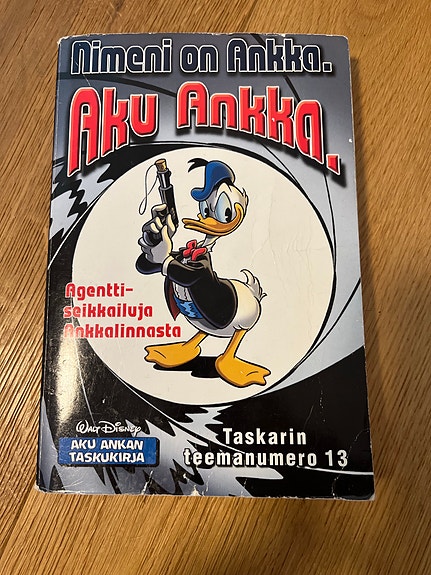 Nimeni on Ankka.
Aku Ankka.
Agentti-
seikkailuja
Ankkalinnasta
Walt Disney
AKU ANKAN
TASKUKIRJA
Taskarin
teemanumero 13